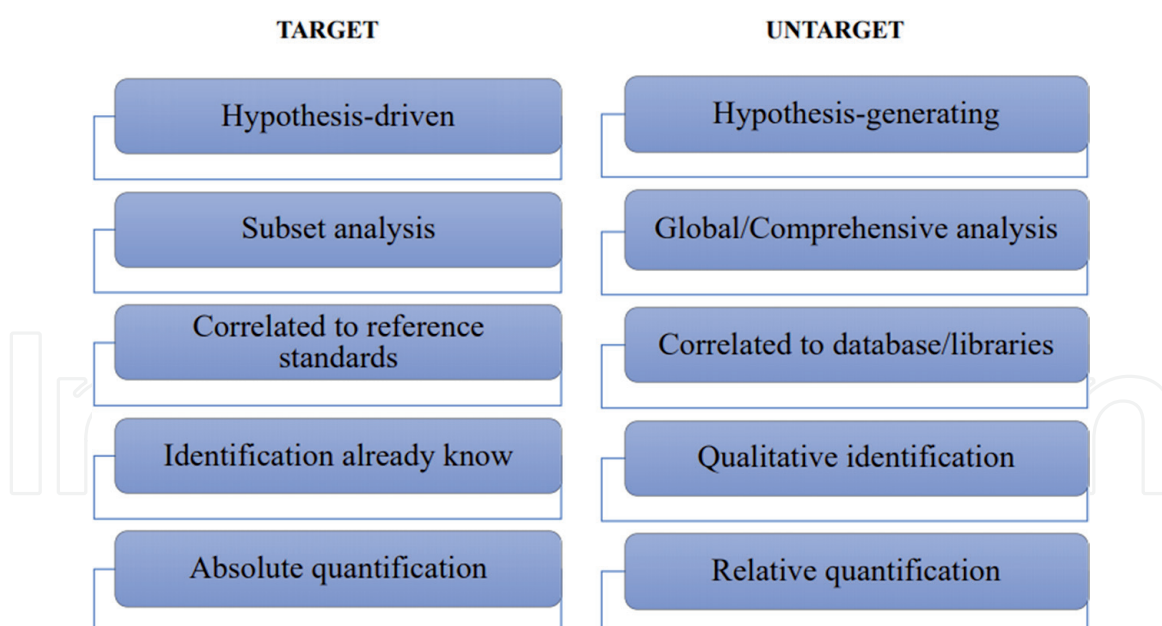 TARGET
Hypothesis-driven
Subset analysis
Correlated to reference
standards
Identification already know
Absolute quantification
UNTARGET
Hypothesis-generating
Global/Comprehensive analysis
Correlated to database/libraries
Qualitative identification
Relative quantification